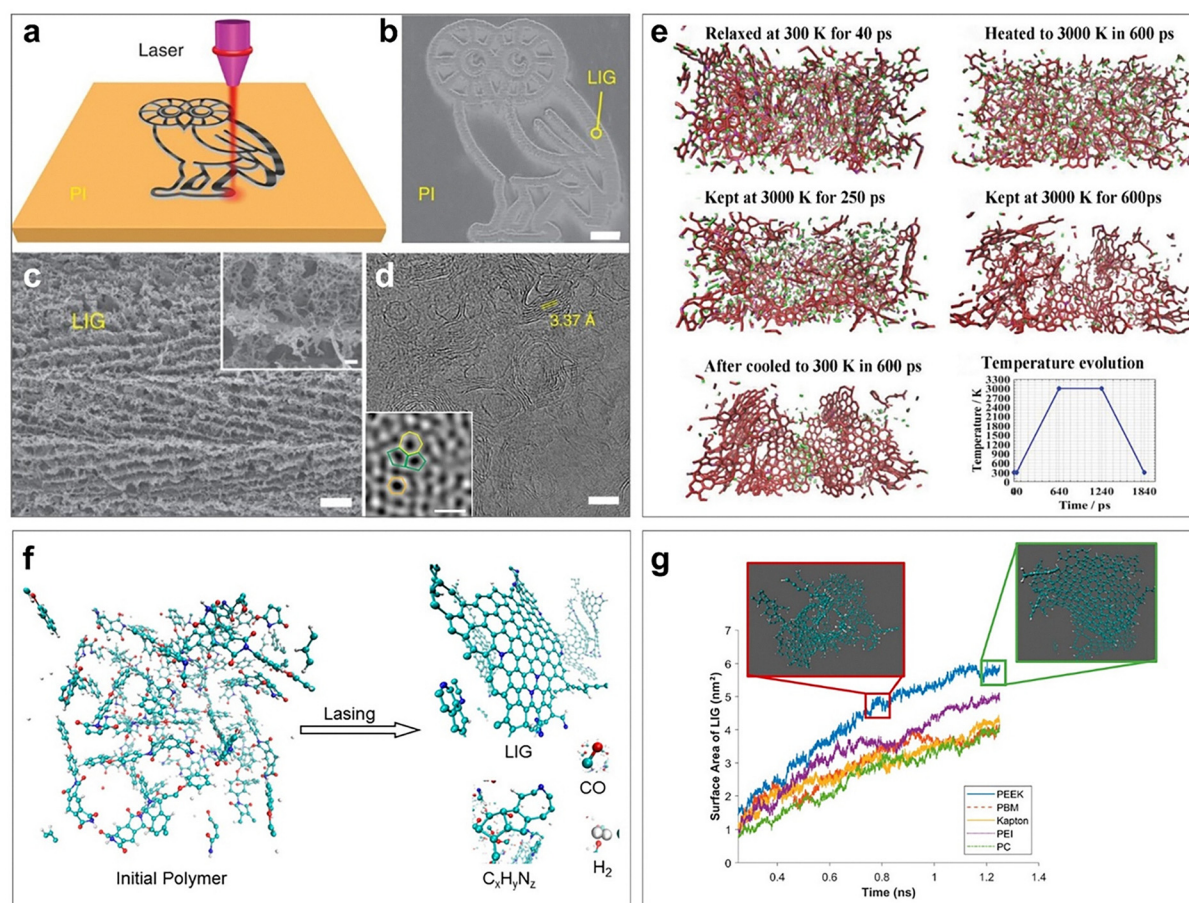 a
Laser
PI
b
LIG
PI
c
LIG
d
3.37 Å
e
Relaxed at 300 K for 40 ps
Heated to 3000 K in 600 ps
Kept at 3000 K for 250 ps
Kept at 3000 K for 600ps
After cooled to 300 K in 600 ps
Temperature evolution
Temperature / K
3300
3000
2700
2400
2100
1800
1500
1200
900
600
300
0
0 0 640 1240 1840
Time / ps
f
Initial Polymer
Lasing
LIG
CO
CₓHᵧN𝓏
H₂
g
Surface Area of LIG (nm²)
7
6
5
4
3
2
1
0
0.4 0.6 0.8 1 1.2 1.4
Time (ns)
PEEK
PBM
Kapton
PEI
PC